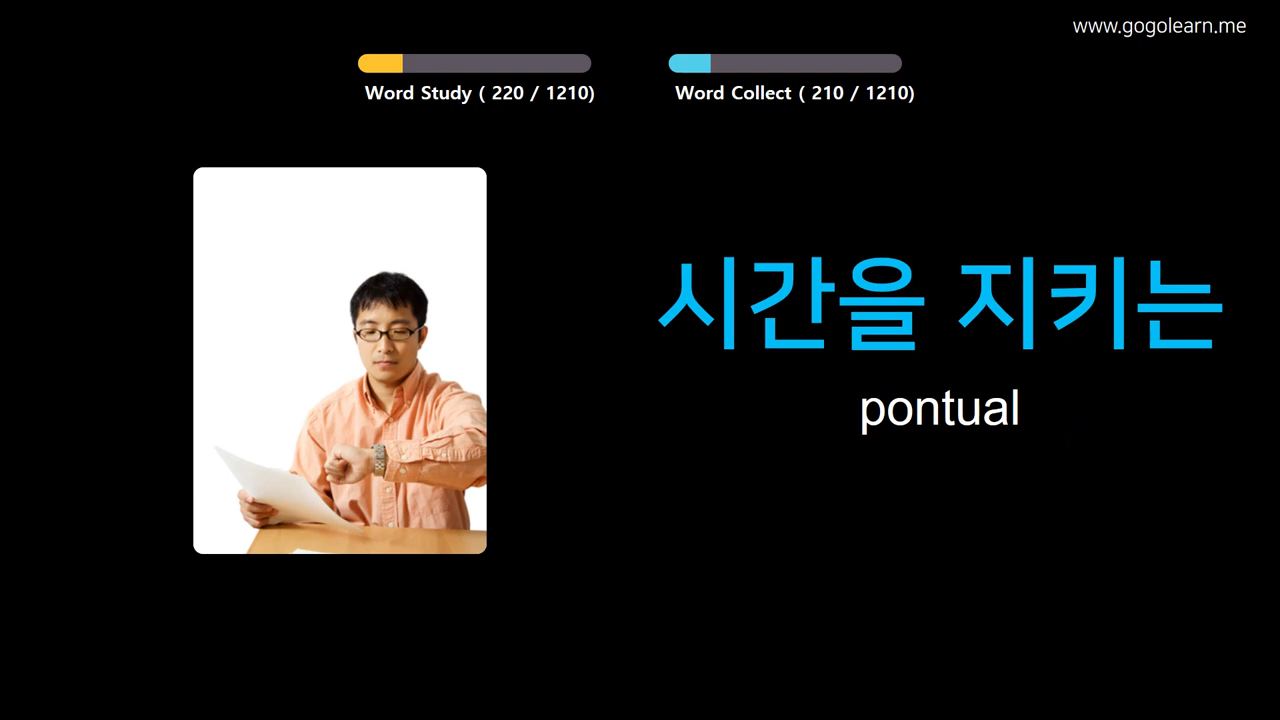 www.gogolearn.me
Word Study ( 220 / 1210)
Word Collect ( 210 / 1210)
시간을 지키는
pontual